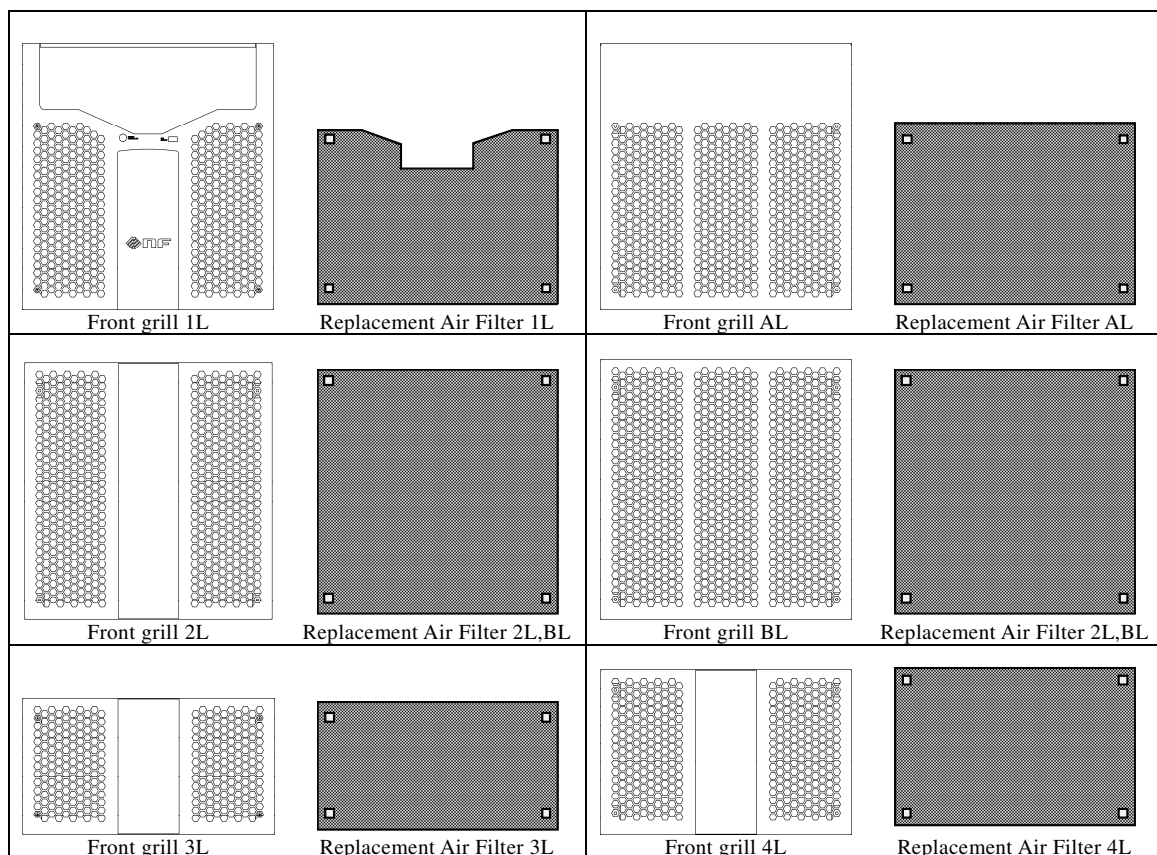 NF
Front grill 1L
Replacement Air Filter 1L
Front grill AL
Replacement Air Filter AL
Front grill 2L
Replacement Air Filter 2L,BL
Front grill BL
Replacement Air Filter 2L,BL
Front grill 3L
Replacement Air Filter 3L
Front grill 4L
Replacement Air Filter 4L